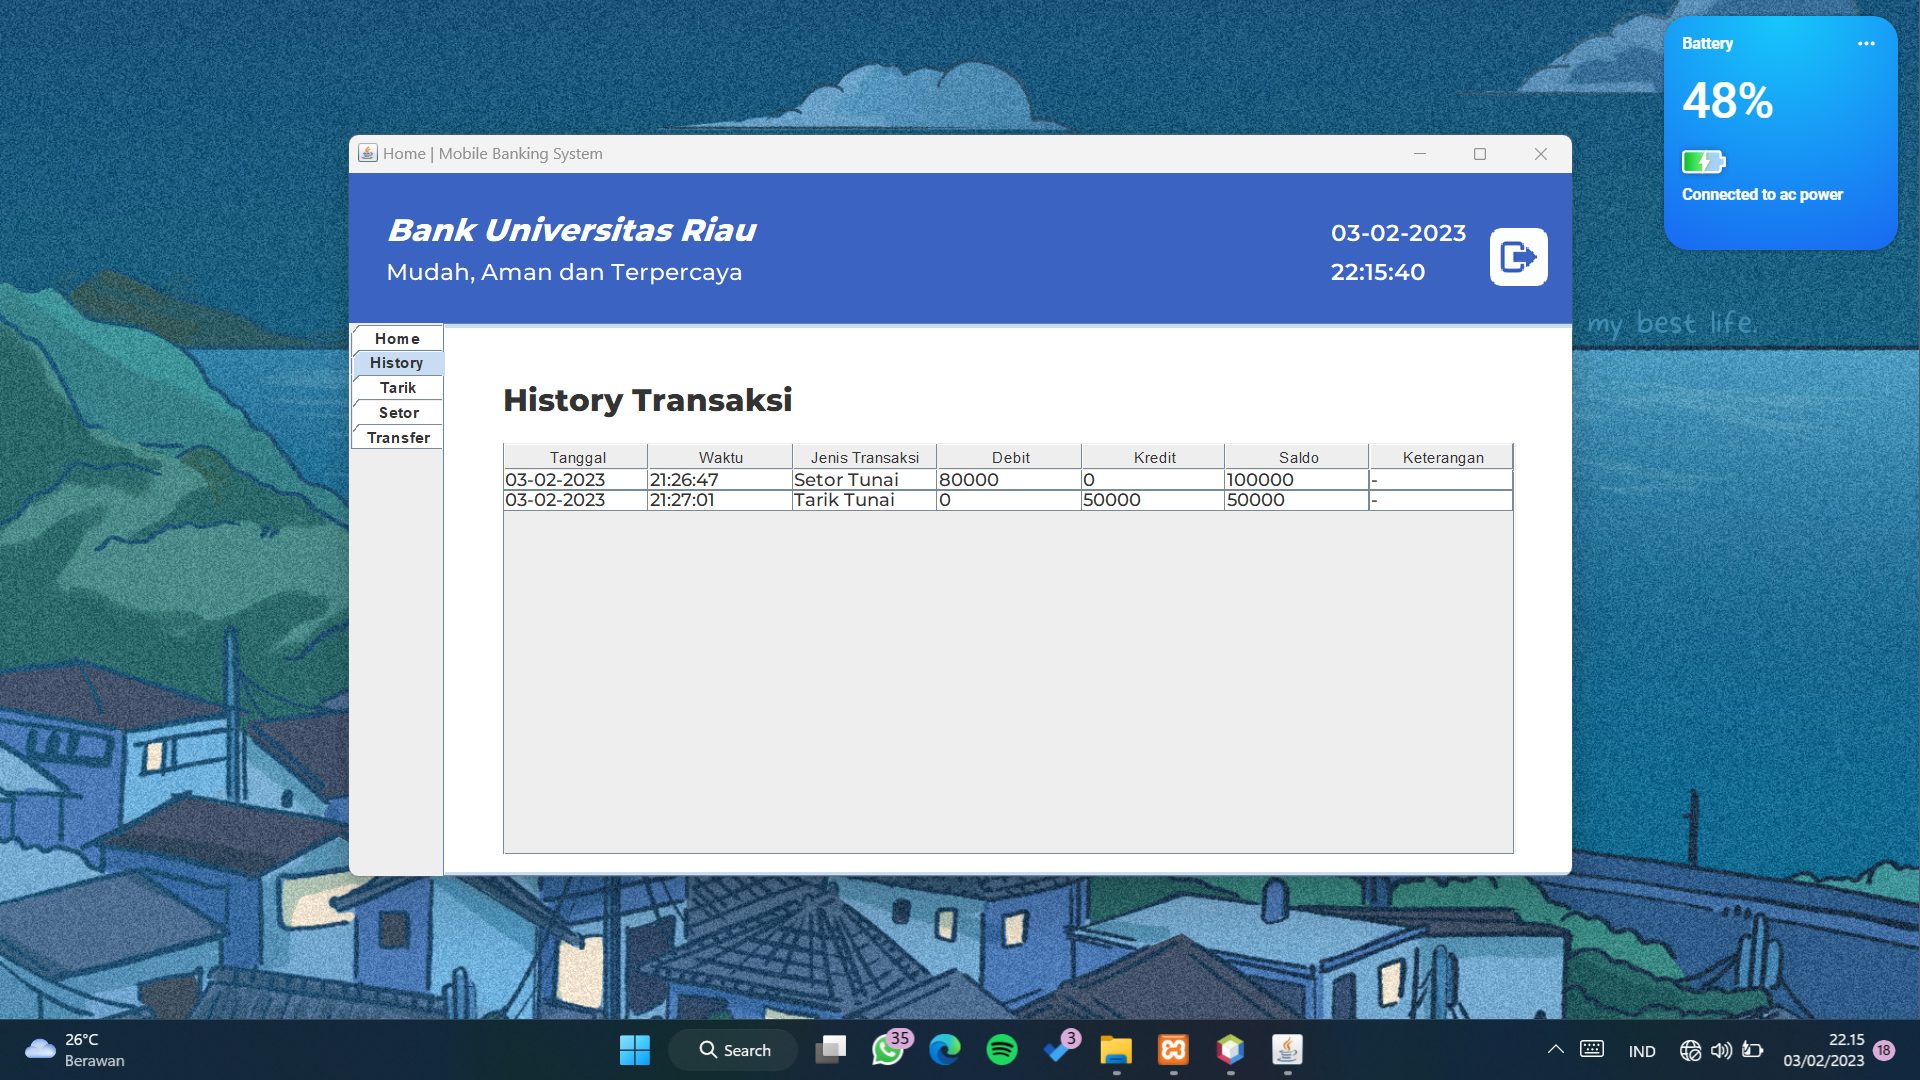 Battery
48%
Connected to ac power
Home | Mobile Banking System
Bank Universitas Riau
Mudah, Aman dan Terpercaya
03-02-2023
22:15:40
my best life.
Home
History
Tarik
Setor
Transfer
History Transaksi
Tanggal Waktu Jenis Transaksi Debit Kredit Saldo Keterangan
03-02-2023 21:26:47 Setor Tunai 80000 0 100000 -
03-02-2023 21:27:01 Tarik Tunai 0 50000 50000 -
26°C
Berawan
Search
35
3
IND
22.15
03/02/2023
18